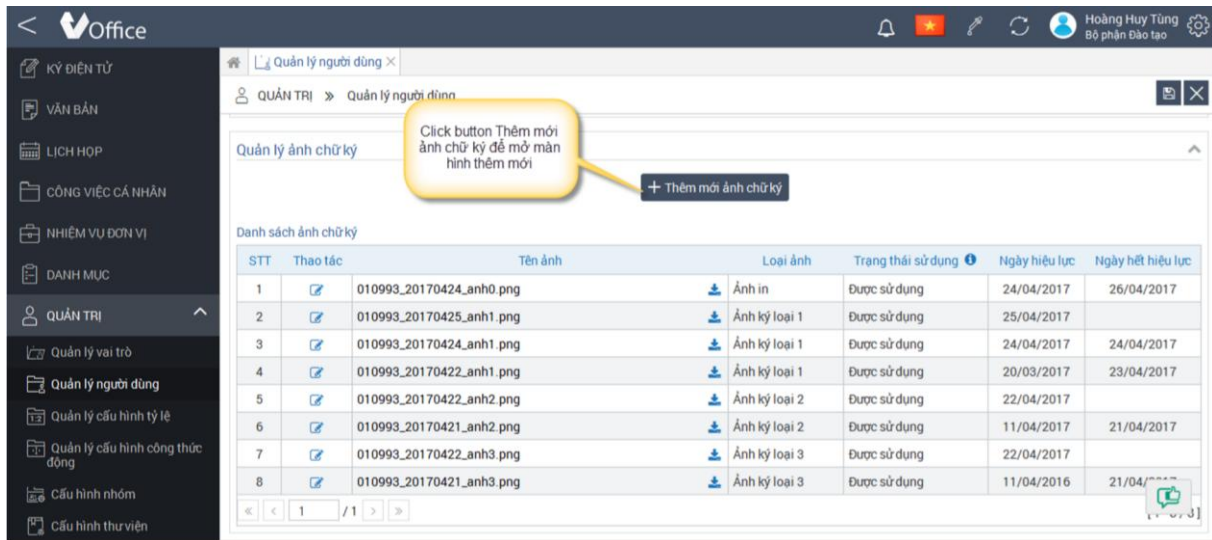 < VOffice
Hoàng Huy Tùng
Bộ phận Đào tạo
KÝ ĐIỆN TỬ
VĂN BẢN
LỊCH HỌP
CÔNG VIỆC CÁ NHÂN
NHIỆM VỤ ĐƠN VỊ
DANH MỤC
QUẢN TRỊ
Quản lý vai trò
Quản lý người dùng
Quản lý cấu hình tỷ lệ
Quản lý cấu hình công thức
động
Cấu hình nhóm
Cấu hình thư viện
Quản lý người dùng ×
QUẢN TRỊ » Quản lý người dùng
Click button Thêm mới
ảnh chữ ký để mở màn
hình thêm mới
Quản lý ảnh chữ ký
+ Thêm mới ảnh chữ ký
Danh sách ảnh chữ ký
STT Thao tác Tên ảnh Loại ảnh Trạng thái sử dụng Ngày hiệu lực Ngày hết hiệu lực
1 010993_20170424_anh0.png Ảnh in Được sử dụng 24/04/2017 26/04/2017
2 010993_20170425_anh1.png Ảnh ký loại 1 Được sử dụng 25/04/2017
3 010993_20170424_anh1.png Ảnh ký loại 1 Được sử dụng 24/04/2017 24/04/2017
4 010993_20170422_anh1.png Ảnh ký loại 1 Được sử dụng 20/03/2017 23/04/2017
5 010993_20170422_anh2.png Ảnh ký loại 2 Được sử dụng 22/04/2017
6 010993_20170421_anh2.png Ảnh ký loại 2 Được sử dụng 11/04/2017 21/04/2017
7 010993_20170422_anh3.png Ảnh ký loại 3 Được sử dụng 22/04/2017
8 010993_20170421_anh3.png Ảnh ký loại 3 Được sử dụng 11/04/2016
« < 1 /1 > »